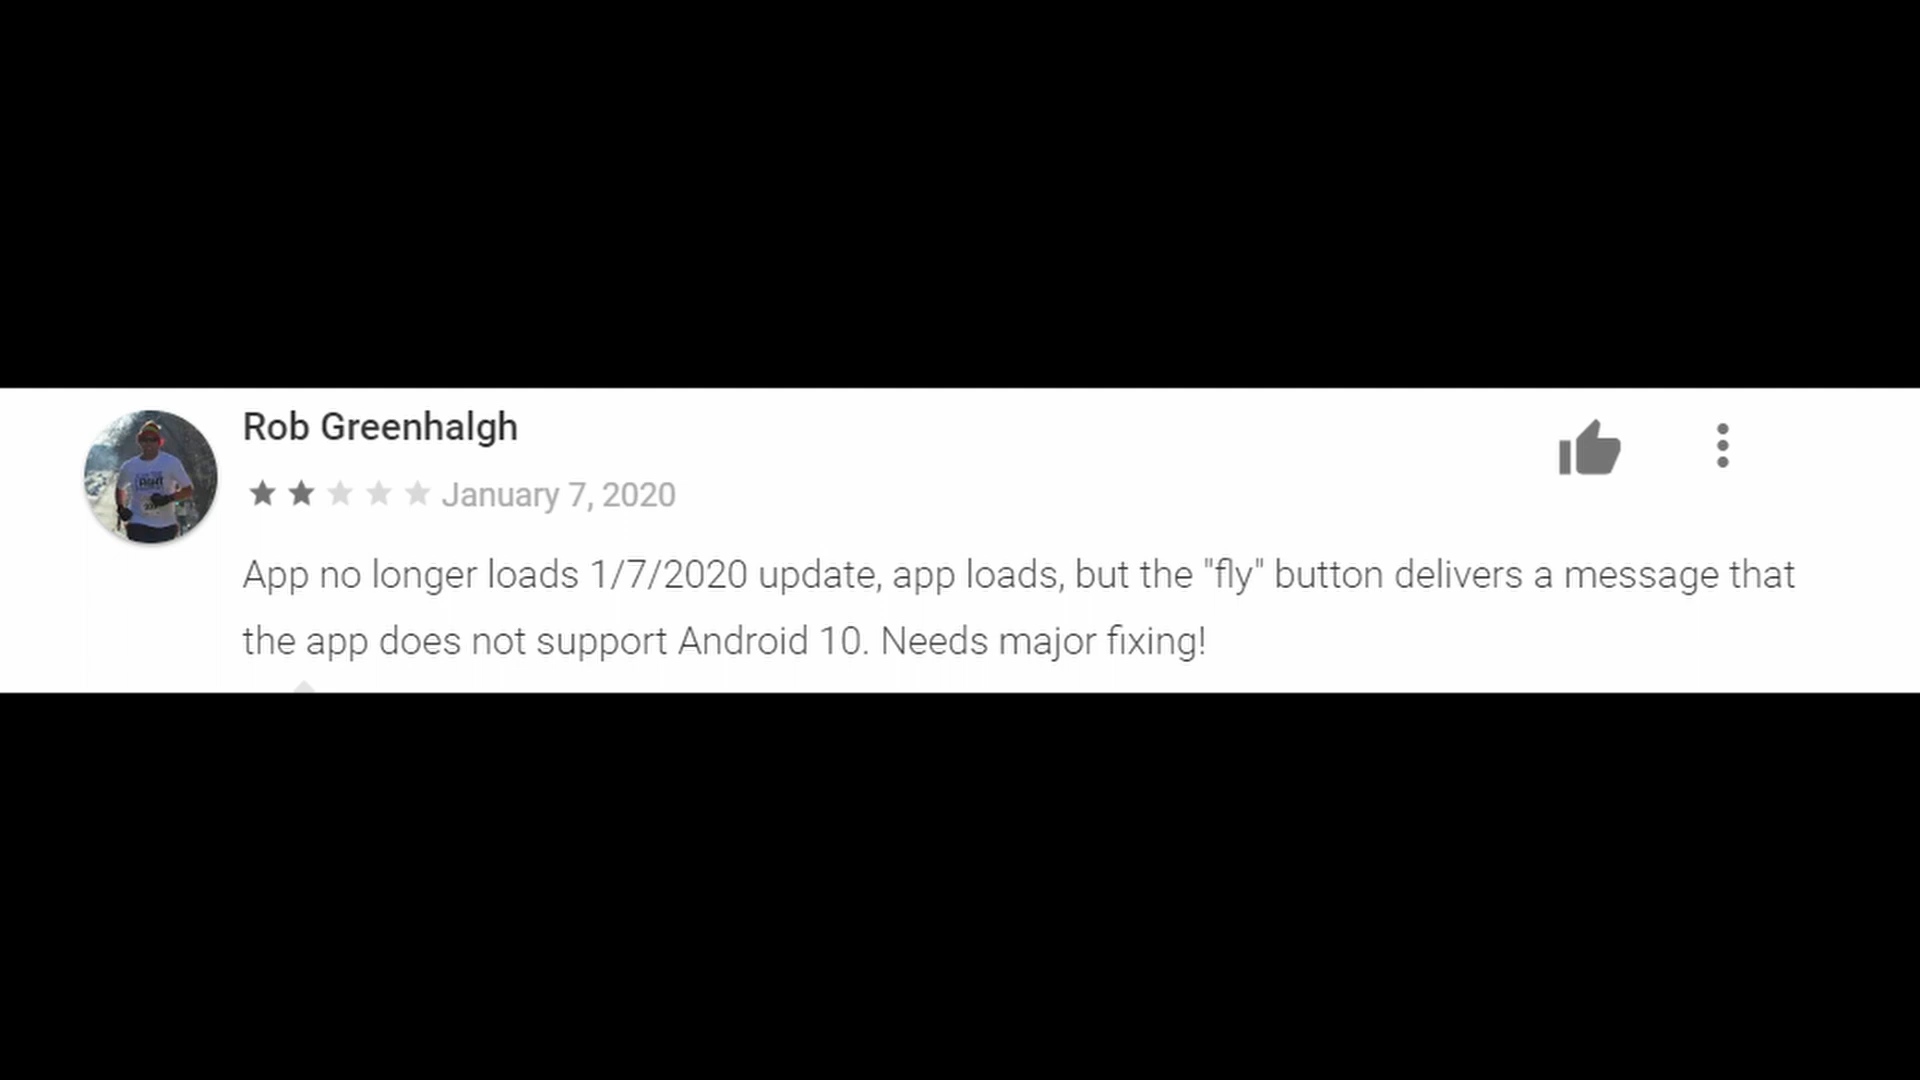 Rob Greenhalgh
January 7, 2020
App no longer loads 1/7/2020 update, app loads, but the "fly" button delivers a message that
the app does not support Android 10. Needs major fixing!